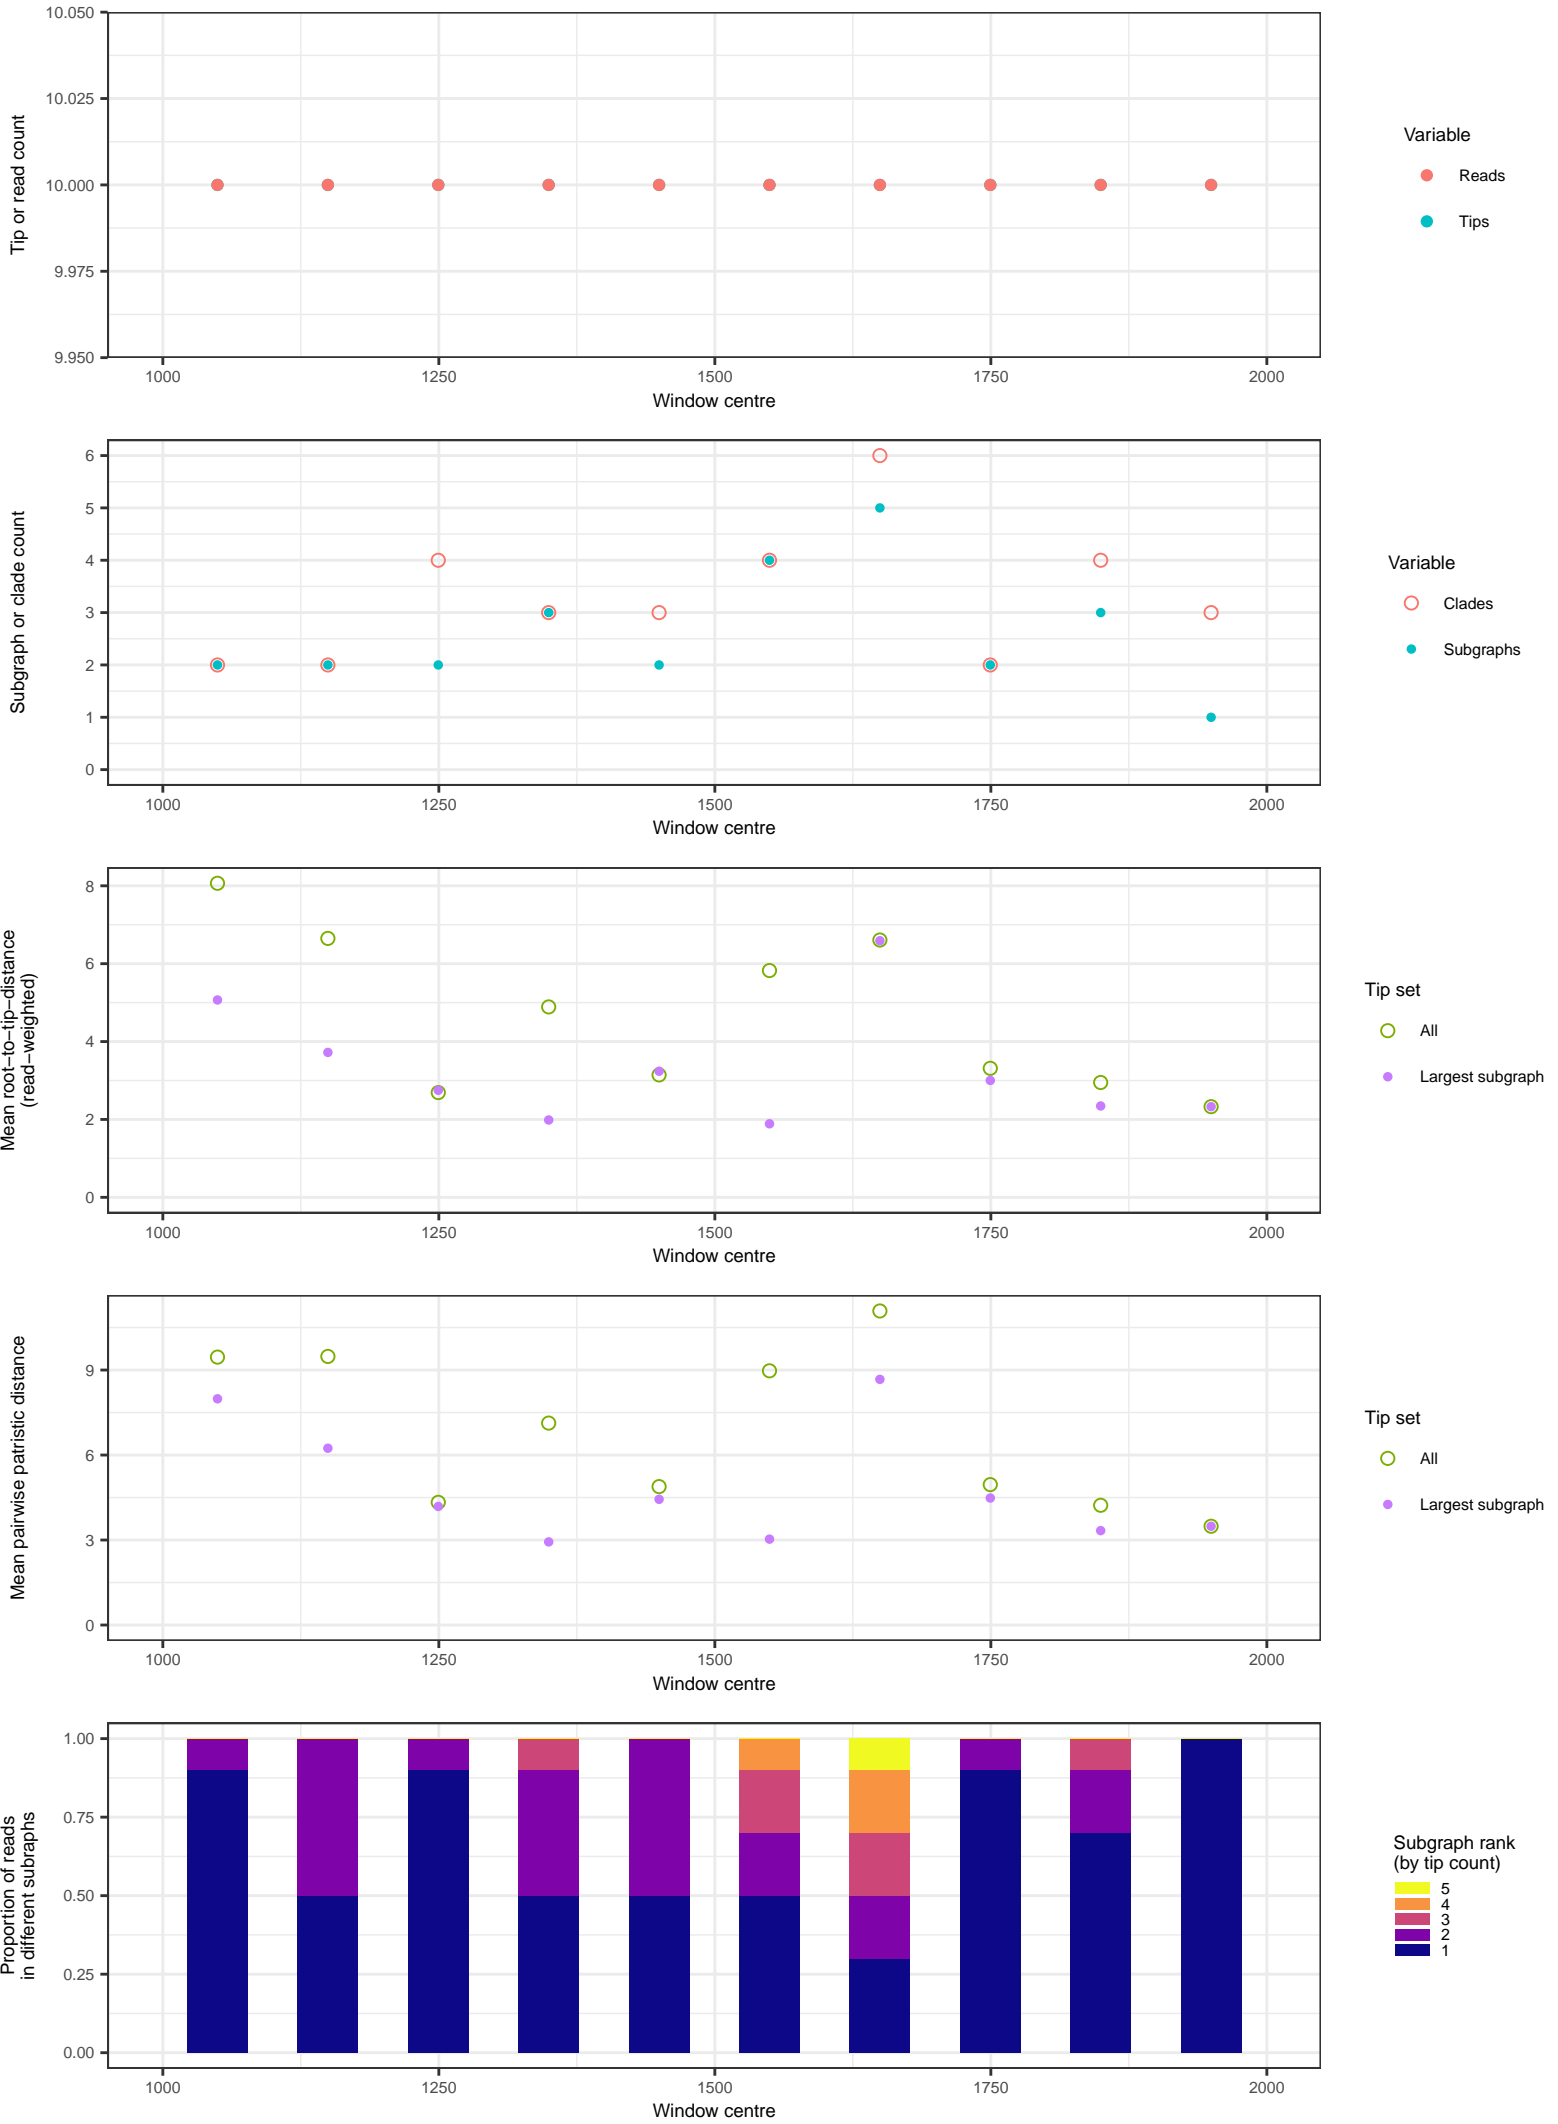 10.050
10.025
10.000
9.975
9.950
Tip or read count
1000
1250
1500
1750
2000
Window centre
Variable
Reads
Tips
6
5
4
3
2
1
0
Subgraph or clade count
1000
1250
1500
1750
2000
Window centre
Variable
Clades
Subgraphs
8
6
4
2
0
Mean root−to−tip−distance
(read−weighted)
1000
1250
1500
1750
2000
Window centre
Tip set
All
Largest subgraph
9
6
3
0
Mean pairwise patristic distance
1000
1250
1500
1750
2000
Window centre
Tip set
All
Largest subgraph
1.00
0.75
0.50
0.25
0.00
Proportion of reads
in different subraphs
1000
1250
1500
1750
2000
Window centre
Subgraph rank
(by tip count)
5
4
3
2
1